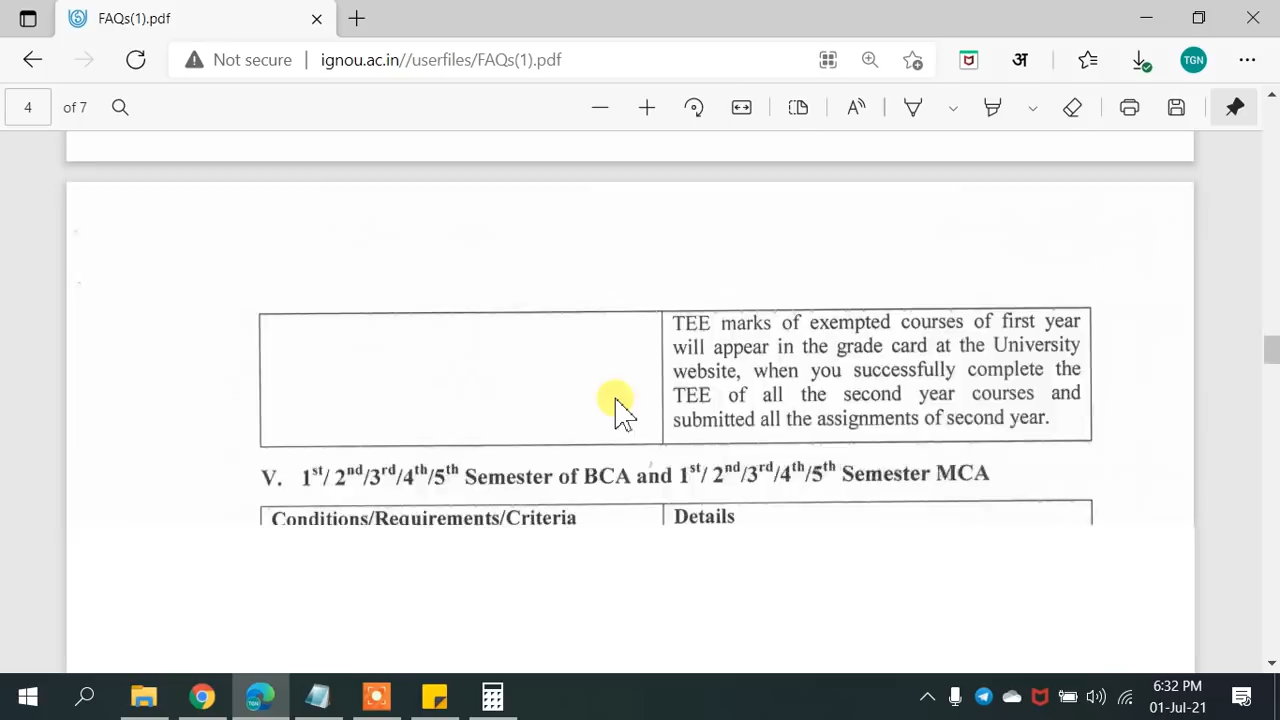 FAQs(1).pdf
Not secure
ignou.ac.in//userfiles/FAQs(1).pdf
अ
TGN
4 of 7
TEE marks of exempted courses of first year
will appear in the grade card at the University
website, when you successfully complete the
TEE of all the second year courses and
submitted all the assignments of second year.
V. 1st/ 2nd/3rd/4th/5th Semester of BCA and 1st/ 2nd/3rd/4th/5th Semester MCA
Conditions/Requirements/Criteria
Details
TGN
6:32 PM
01-Jul-21